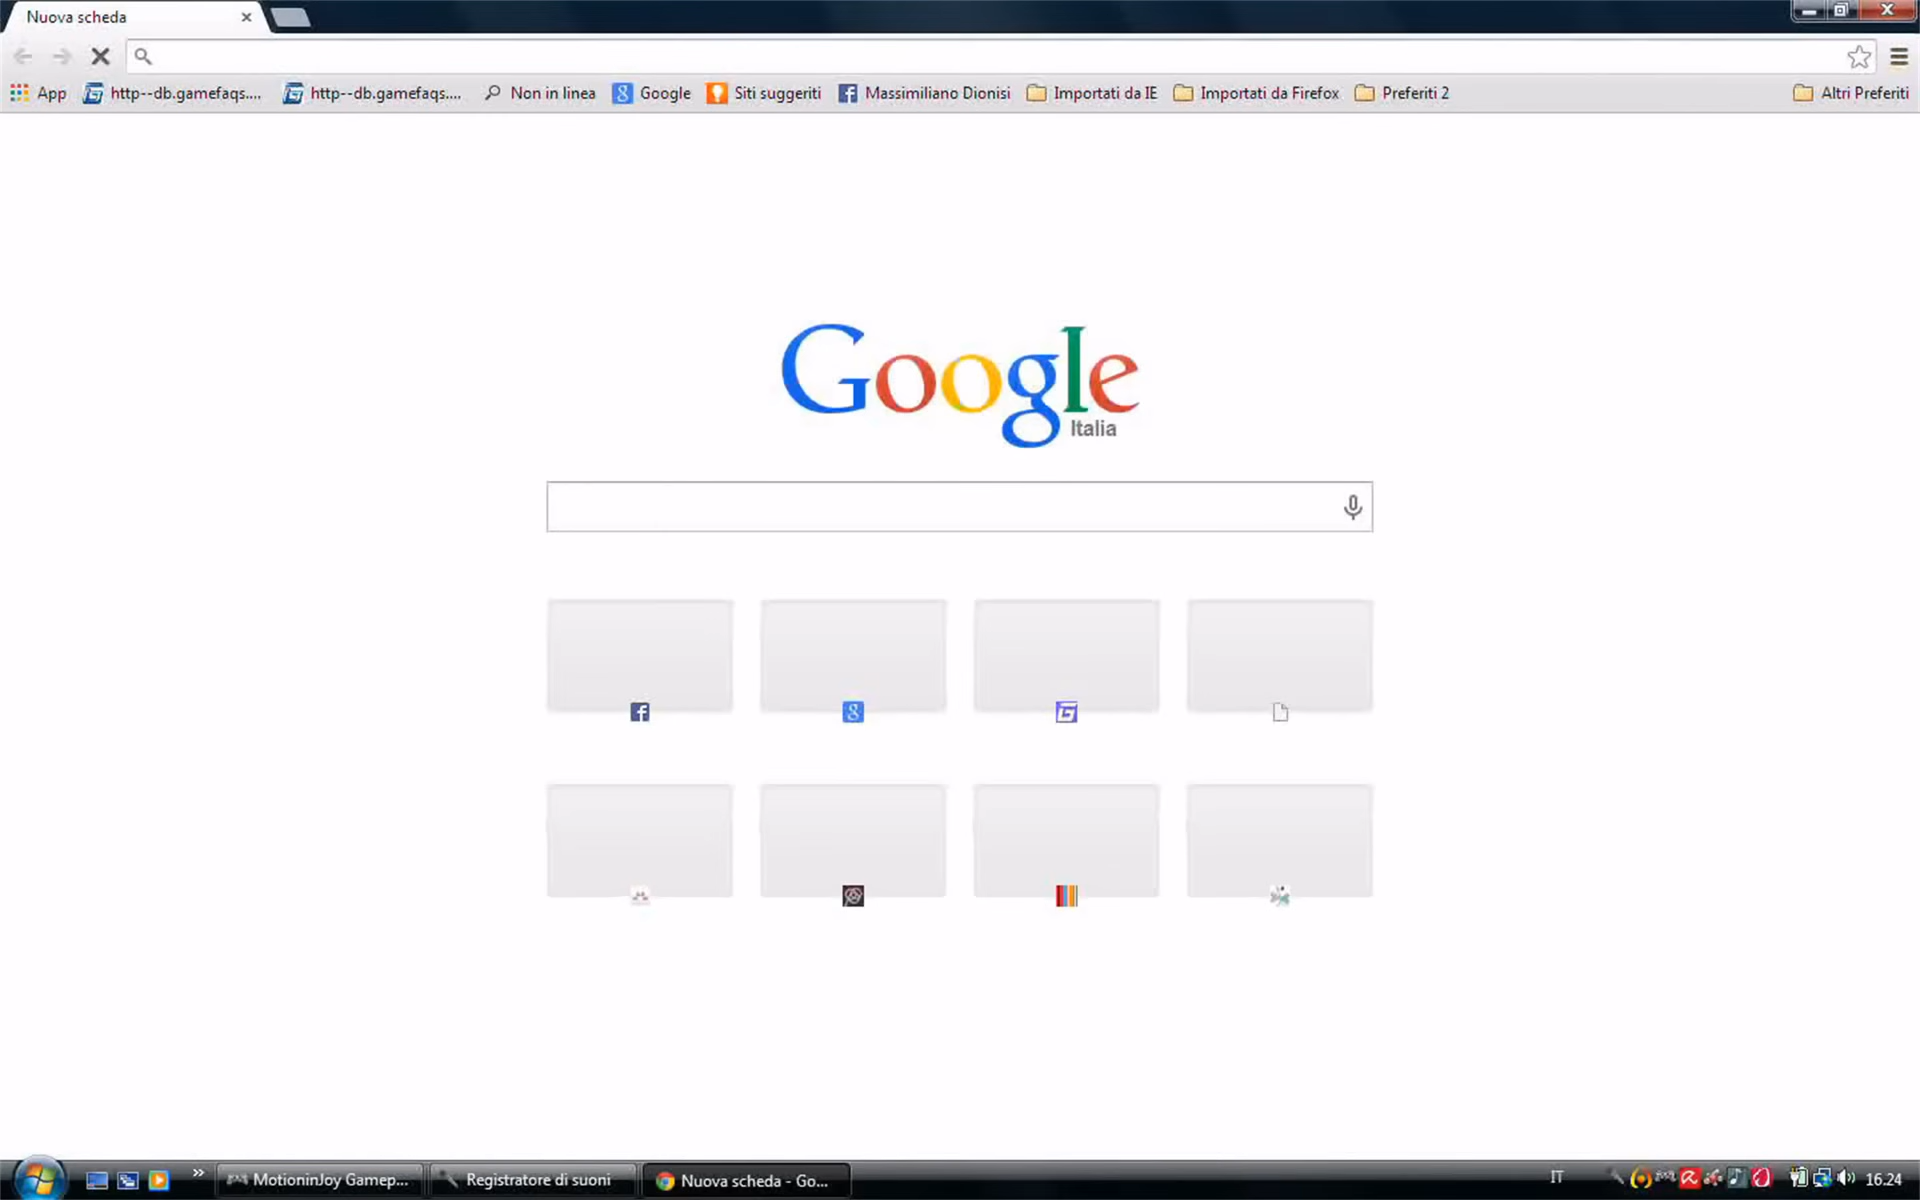 Nuova scheda
App
http--db.gamefaqs....
http--db.gamefaqs....
Non in linea
Google
Siti suggeriti
Massimiliano Dionisi
Importati da IE
Importati da Firefox
Preferiti 2
Altri Preferiti
Google
Italia
MotioninJoy Gamep...
Registratore di suoni
Nuova scheda - Go...
IT
16.24